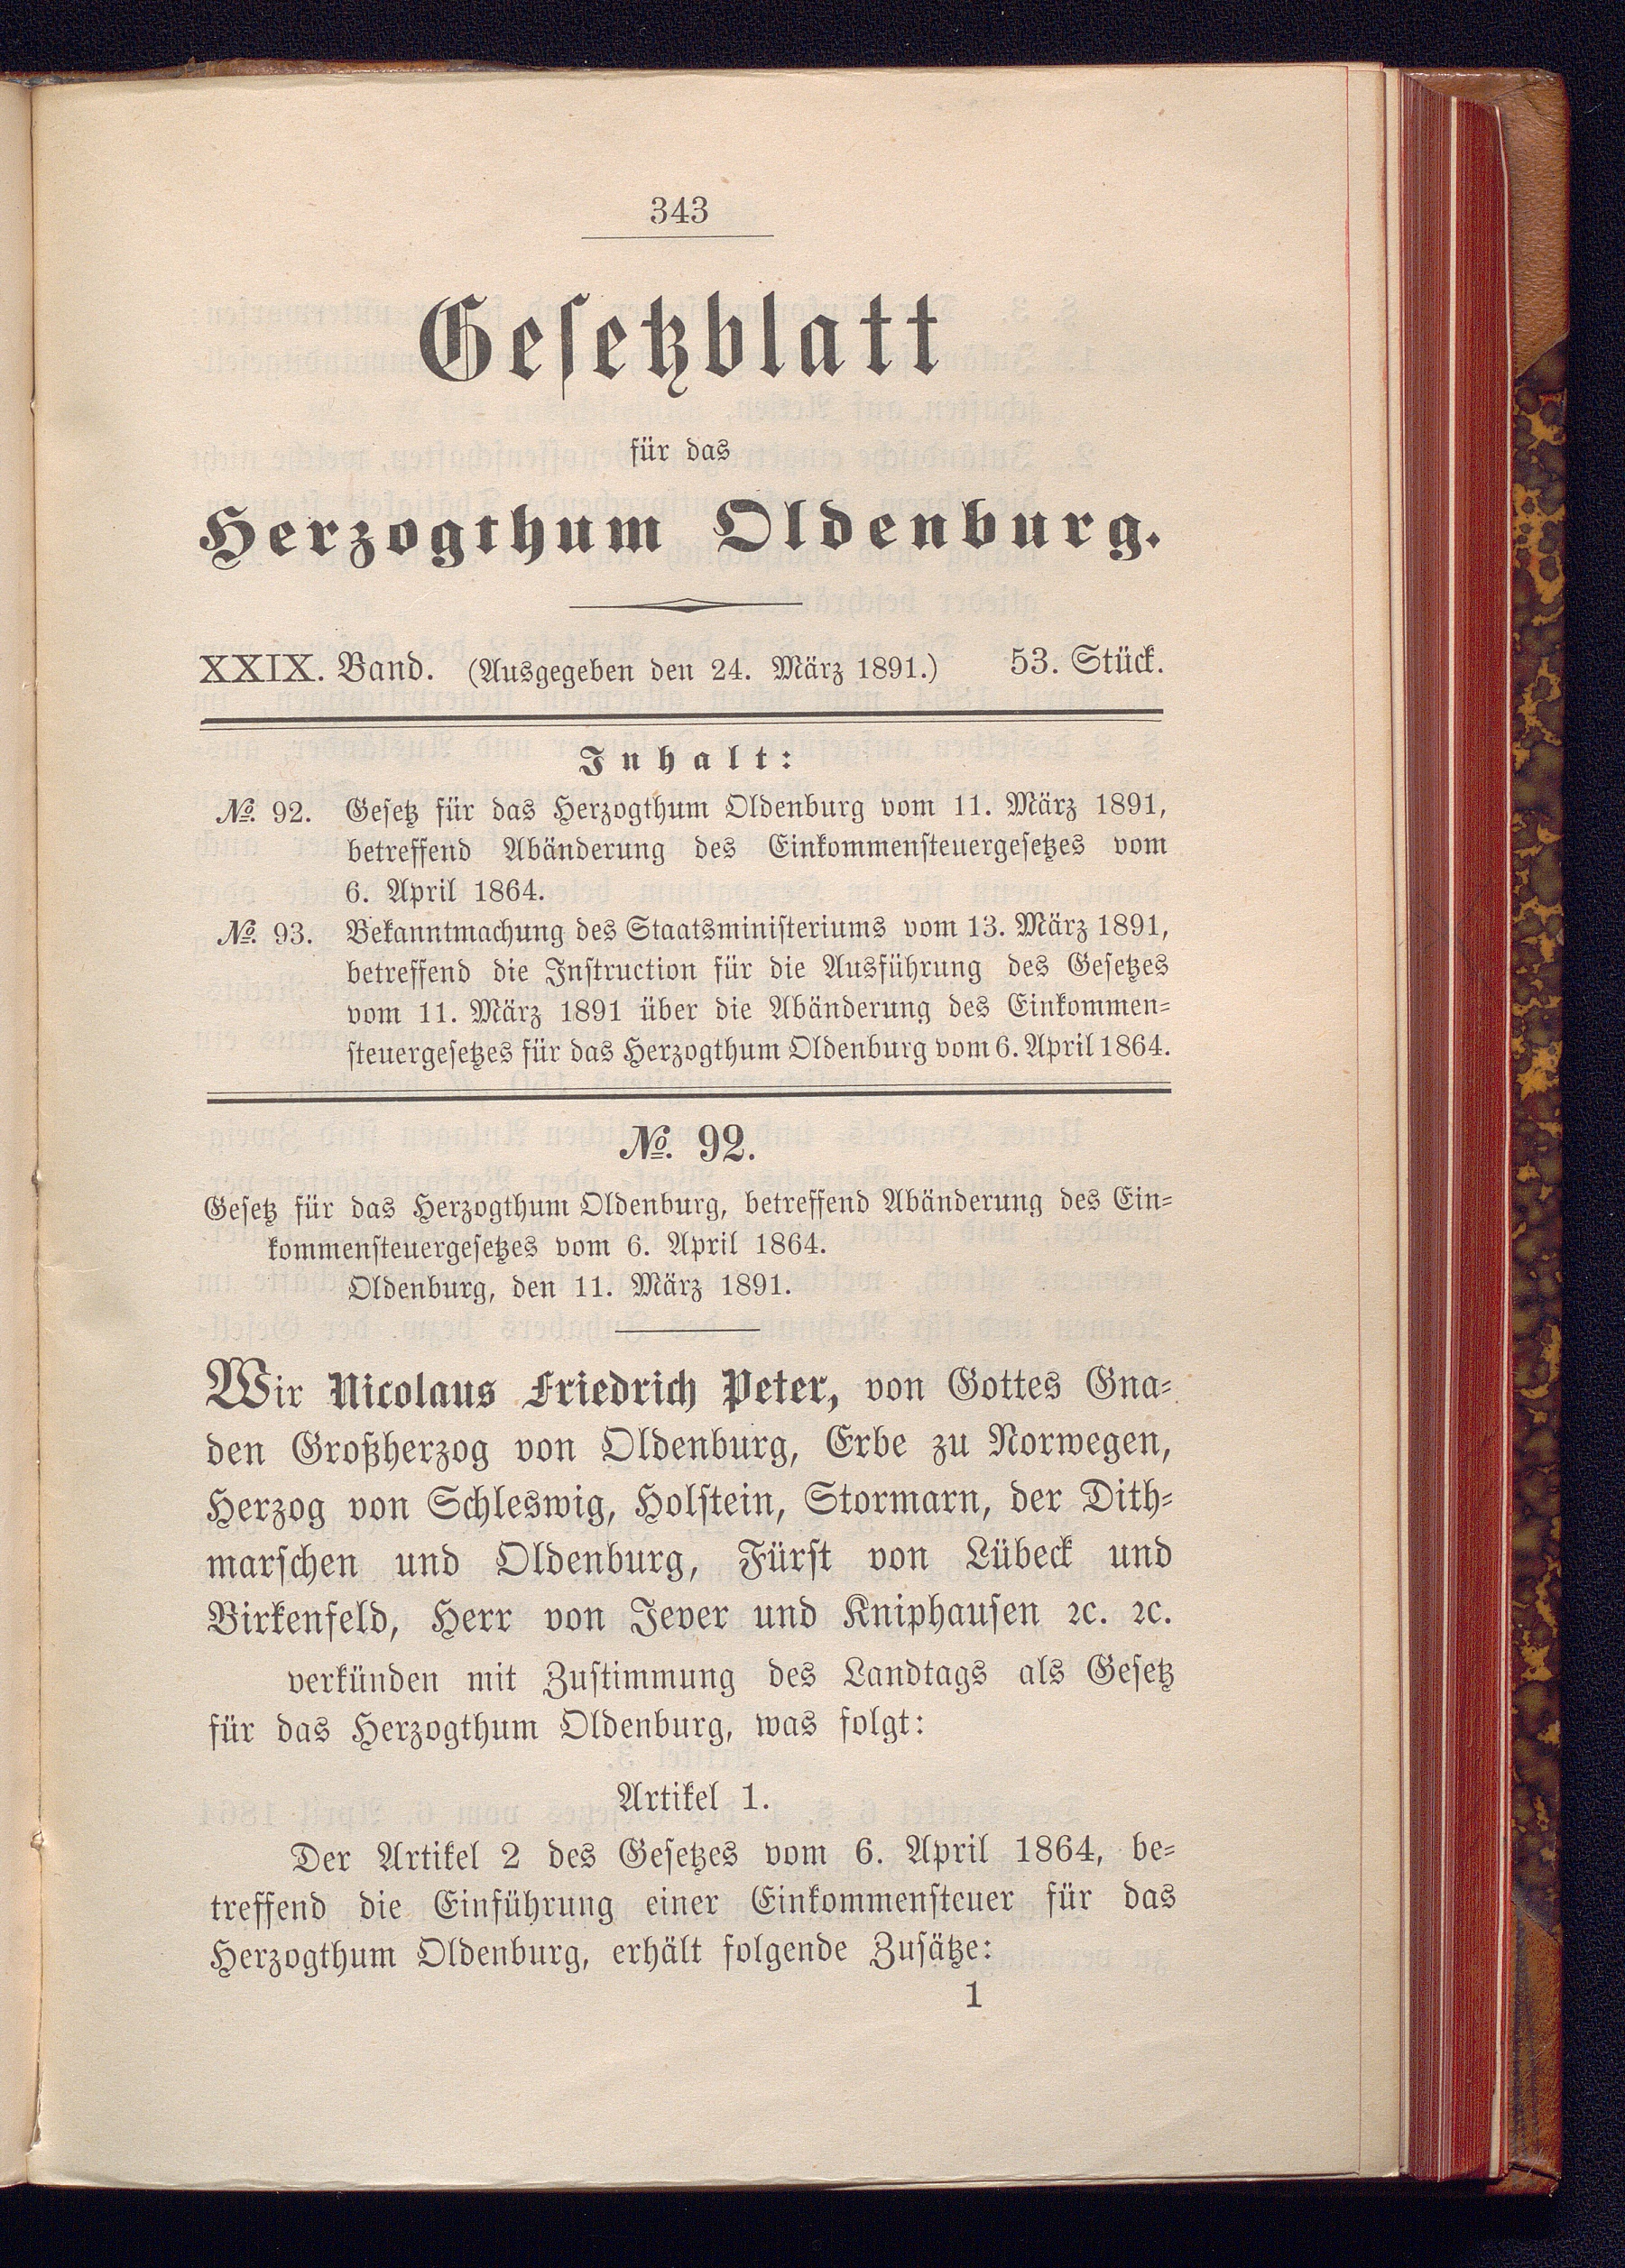 343
Gesetzblatt
für das
Herzogthum Oldenburg.
XXIX. Band. (Ausgegeben den 24. März 1891.) 53. Stück.
Inhalt:
№. 92. Gesetz für das Herzogthum Oldenburg vom 11. März 1891,
betreffend Abänderung des Einkommensteuergesetzes vom
6. April 1864.
№. 93. Bekanntmachung des Staatsministeriums vom 13. März 1891,
betreffend die Instruction für die Ausführung des Gesetzes
vom 11. März 1891 über die Abänderung des Einkommen-
steuergesetzes für das Herzogthum Oldenburg vom 6. April 1864.
№. 92.
Gesetz für das Herzogthum Oldenburg, betreffend Abänderung des Ein-
kommensteuergesetzes vom 6. April 1864.
Oldenburg, den 11. März 1891.
Wir Nicolaus Friedrich Peter, von Gottes Gna-
den Großherzog von Oldenburg, Erbe zu Norwegen,
Herzog von Schleswig, Holstein, Stormarn, der Dith-
marschen und Oldenburg, Fürst von Lübeck und
Birkenfeld, Herr von Jever und Kniphausen ꝛc. ꝛc.
verkünden mit Zustimmung des Landtags als Gesetz
für das Herzogthum Oldenburg, was folgt:
Artikel 1.
Der Artikel 2 des Gesetzes vom 6. April 1864, be-
treffend die Einführung einer Einkommensteuer für das
Herzogthum Oldenburg, erhält folgende Zusätze:
1